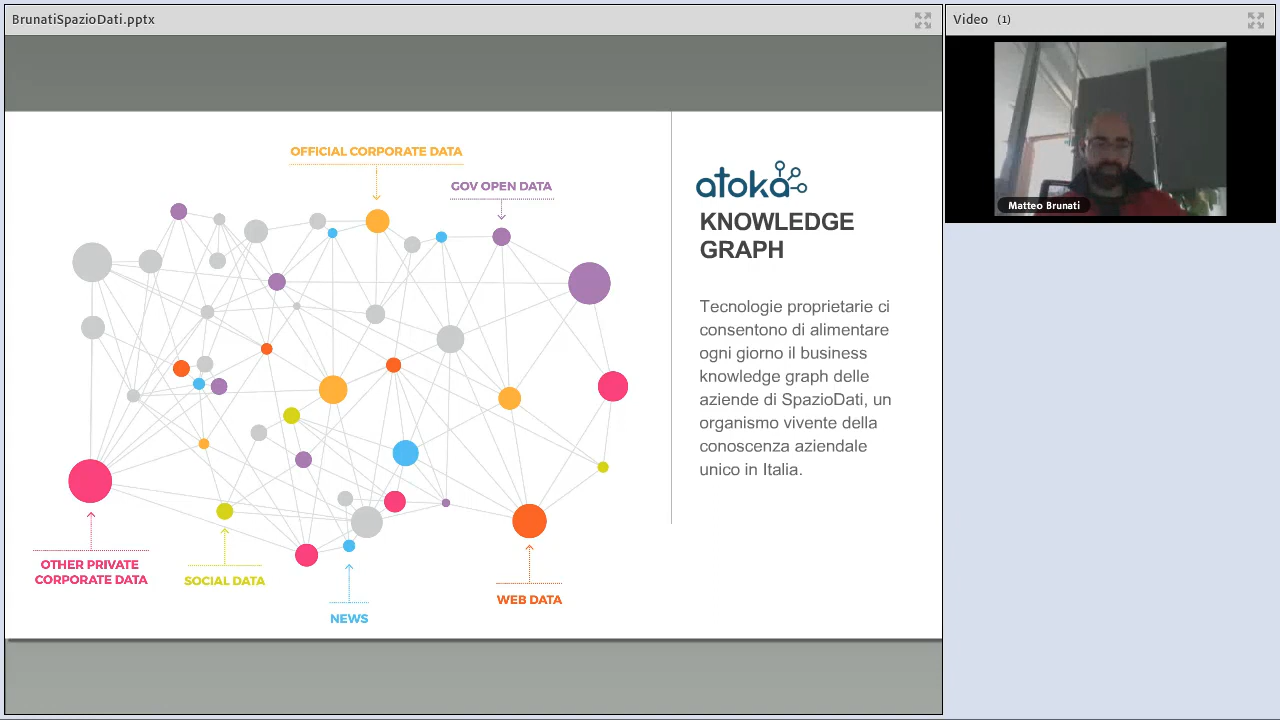 BrunatiSpazioDati.pptx
Video (1)
Matteo Brunati
OFFICIAL CORPORATE DATA
GOV OPEN DATA
OTHER PRIVATE
CORPORATE DATA
SOCIAL DATA
NEWS
WEB DATA
atoka
KNOWLEDGE
GRAPH
Tecnologie proprietarie ci
consentono di alimentare
ogni giorno il business
knowledge graph delle
aziende di SpazioDati, un
organismo vivente della
conoscenza aziendale
unico in Italia.